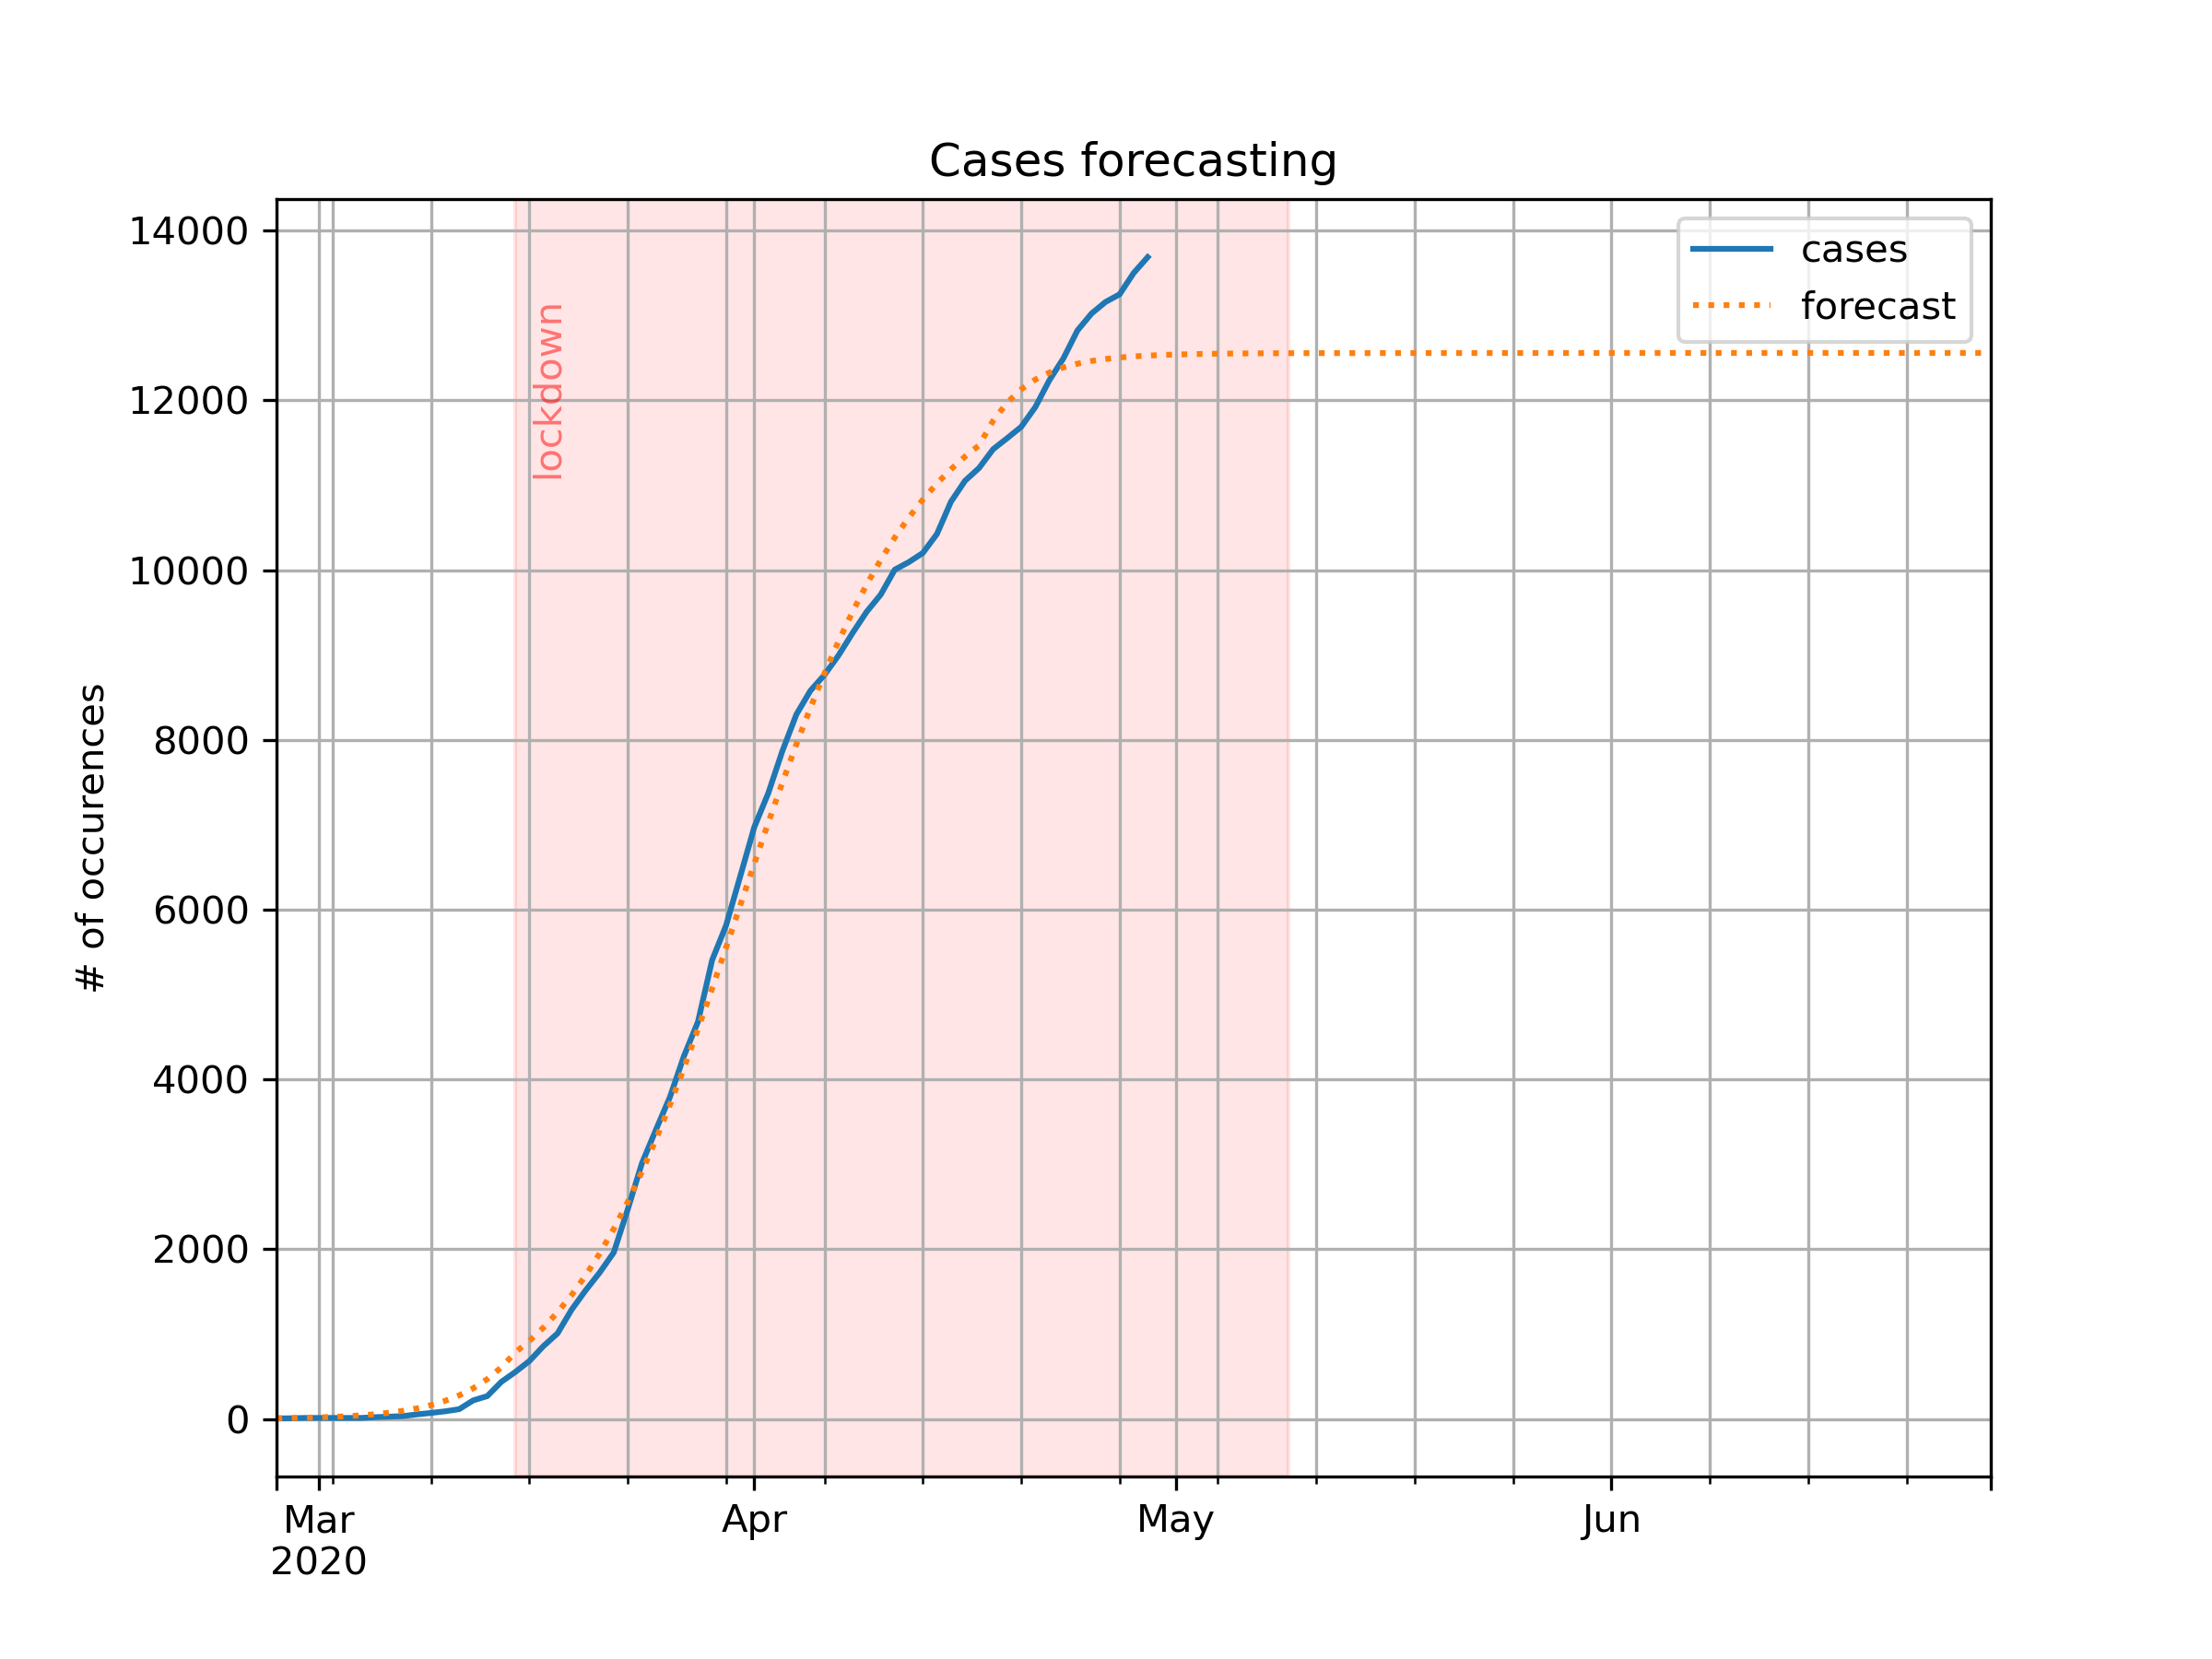 Cases forecasting
14000
12000
10000
8000
6000
4000
2000
0
# of occurences
lockdown
cases
forecast
Mar
2020
Apr
May
Jun